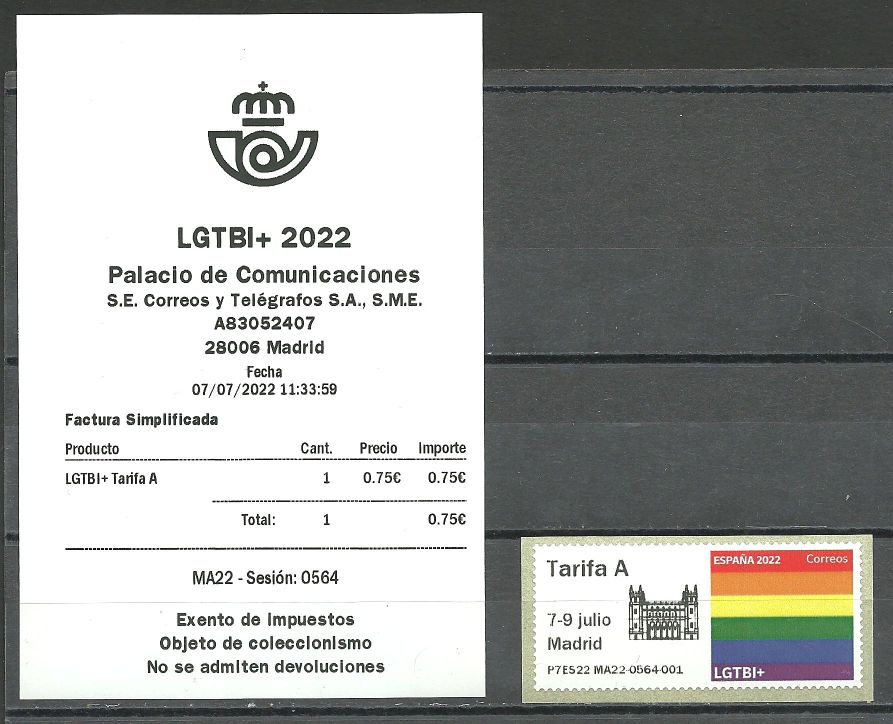 LGTBI+ 2022
Palacio de Comunicaciones
S.E. Correos y Telégrafos S.A., S.M.E.
A83052407
28006 Madrid
Fecha
07/07/2022 11:33:59
Factura Simplificada
Producto Cant. Precio Importe
LGTBI+ Tarifa A 1 0.75€ 0.75€
Total: 1 0.75€
MA22 - Sesión: 0564
Exento de Impuestos
Objeto de coleccionismo
No se admiten devoluciones
Tarifa A
7-9 julio
Madrid
P7ES22 MA22-0564-001
ESPAÑA 2022 Correos
LGTBI+